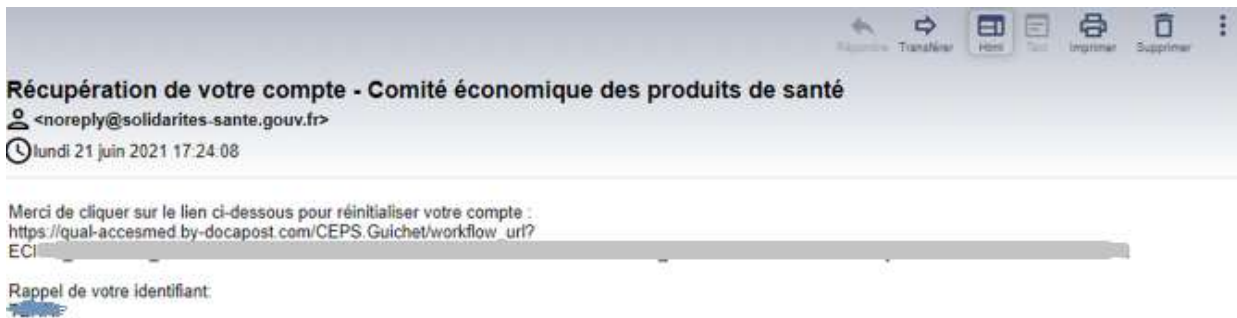 Répondre Transférer Html Text Imprimer Supprimer
Récupération de votre compte - Comité économique des produits de santé
<noreply@solidarites-sante.gouv.fr>
lundi 21 juin 2021 17:24:08
Merci de cliquer sur le lien ci-dessous pour réinitialiser votre compte :
https://qual-accesmed.by-docapost.com/CEPS.Guichet/workflow_url?
Rappel de votre identifiant: